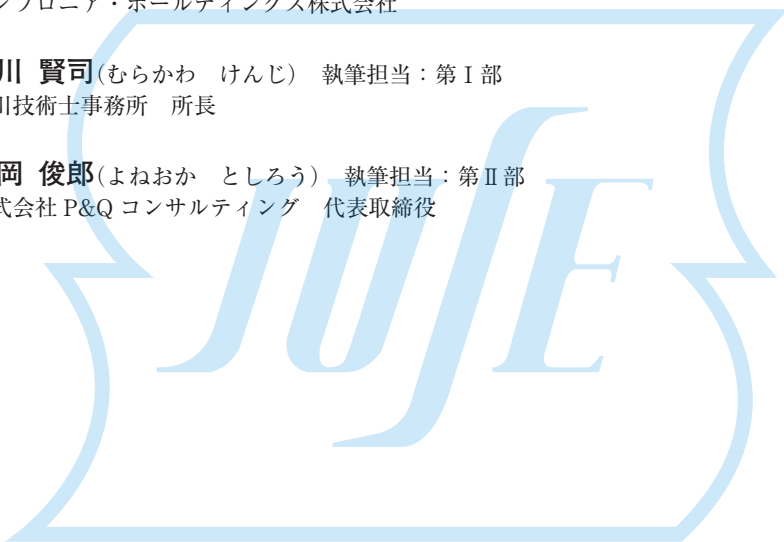 ンプロニア・ホールディングス株式会社
川 賢司(むらかわ けんじ) 執筆担当:第Ⅰ部
川技術士事務所 所長
岡 俊郎(よねおか としろう) 執筆担当:第Ⅱ部
式会社 P&Q コンサルティング 代表取締役
JUSE